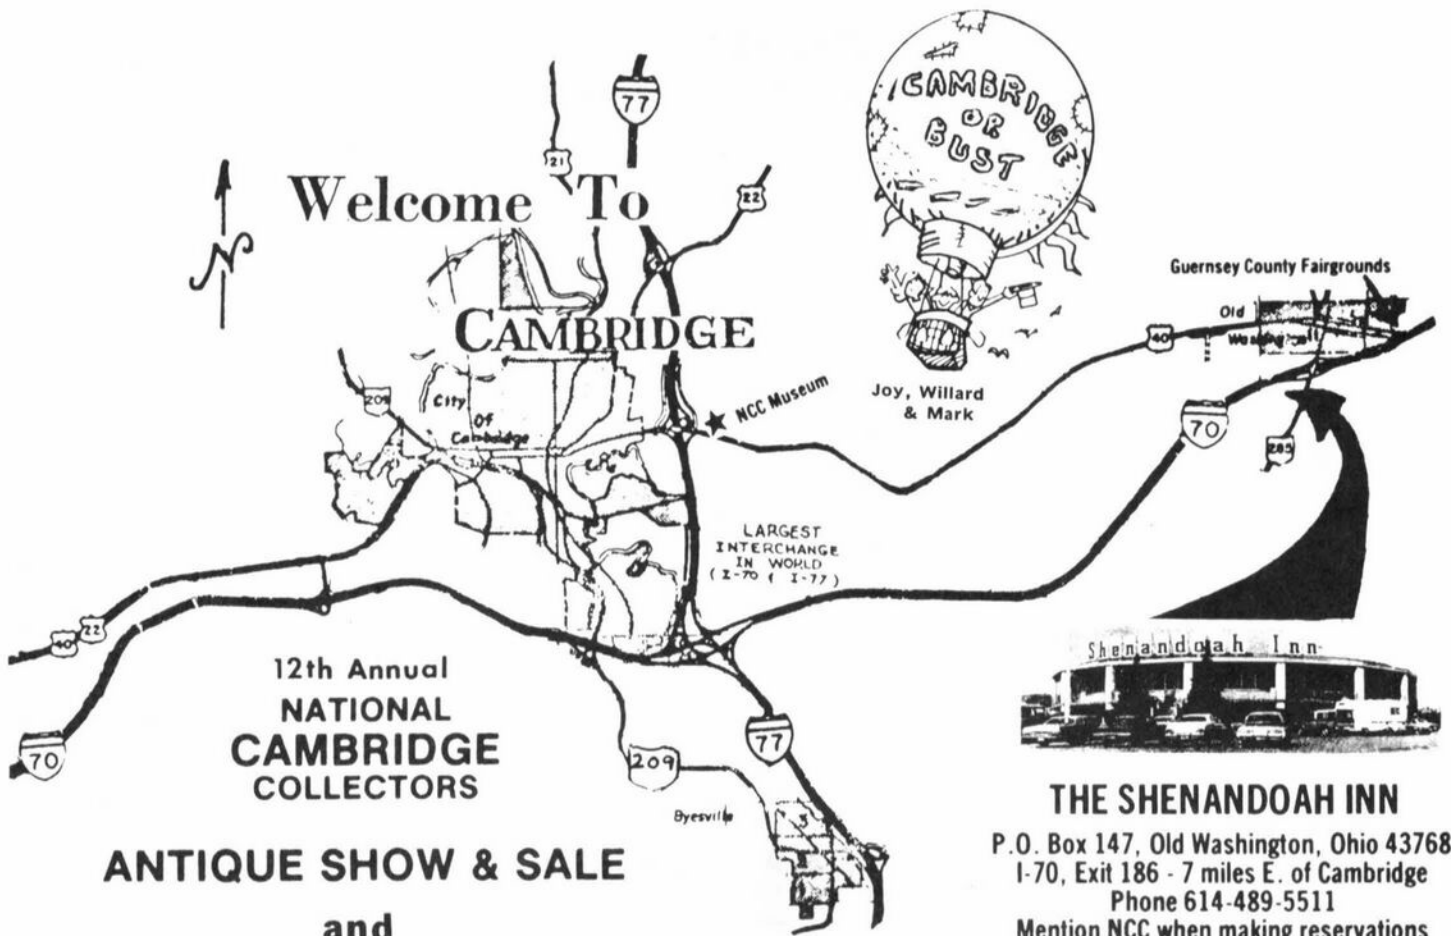 77
21
Welcome To
22
CAMBRIDGE
OR
BUST
N
Guernsey County Fairgrounds
Old
Washington
40
CAMBRIDGE
209
City
Of
Cambridge
NCC Museum
Joy, Willard
& Mark
70
285
LARGEST
INTERCHANGE
IN WORLD
(I-70 & I-77)
40
22
70
12th Annual
NATIONAL
CAMBRIDGE
COLLECTORS
209
77
Byesville
Shenandoah Inn
ANTIQUE SHOW & SALE
and
THE SHENANDOAH INN
P.O. Box 147, Old Washington, Ohio 43768
I-70, Exit 186 - 7 miles E. of Cambridge
Phone 614-489-5511
Mention NCC when making reservations